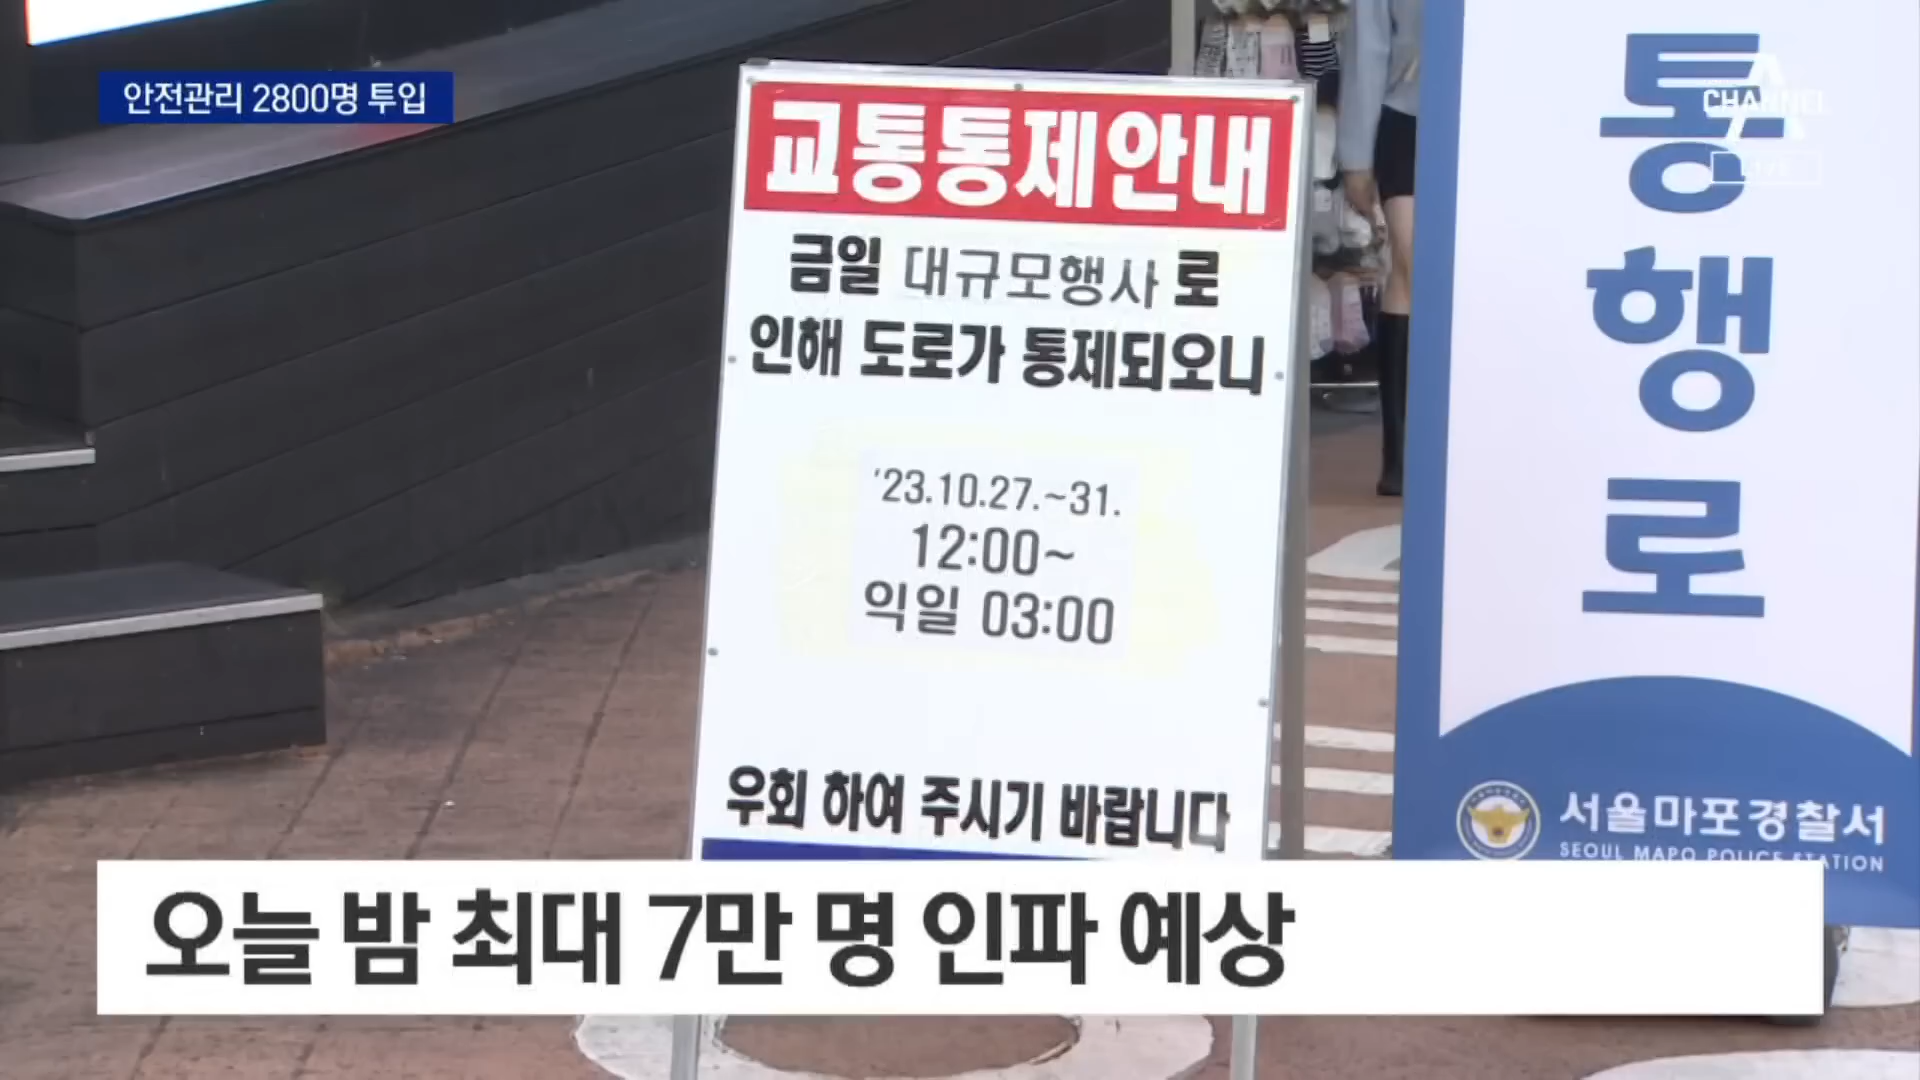 안전관리 2800명 투입
CHANNEL A
LIVE
교통통제안내
금일 대규모행사 로
인해 도로가 통제되오니
'23.10.27.~31.
12:00~
익일 03:00
우회 하여 주시기 바랍니다
통행로
서울마포경찰서
SEOUL MAPO POLICE STATION
오늘 밤 최대 7만 명 인파 예상